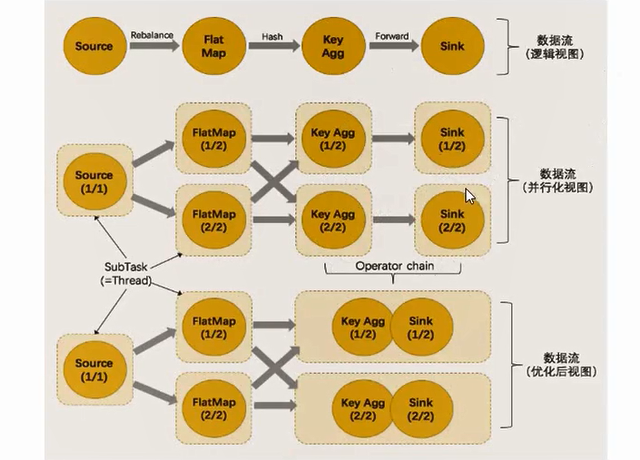 Rebalance
Hash
Forward
Source
Flat
Map
Key
Agg
Sink
数据流
(逻辑视图)
FlatMap
(1/2)
Key Agg
(1/2)
Sink
(1/2)
Source
(1/1)
数据流
(并行化视图)
FlatMap
(2/2)
Key Agg
(2/2)
Sink
(2/2)
SubTask
(=Thread)
Operator chain
FlatMap
(1/2)
Key Agg
(1/2)
Sink
(1/2)
Source
(1/1)
数据流
(优化后视图)
FlatMap
(2/2)
Key Agg
(2/2)
Sink
(2/2)